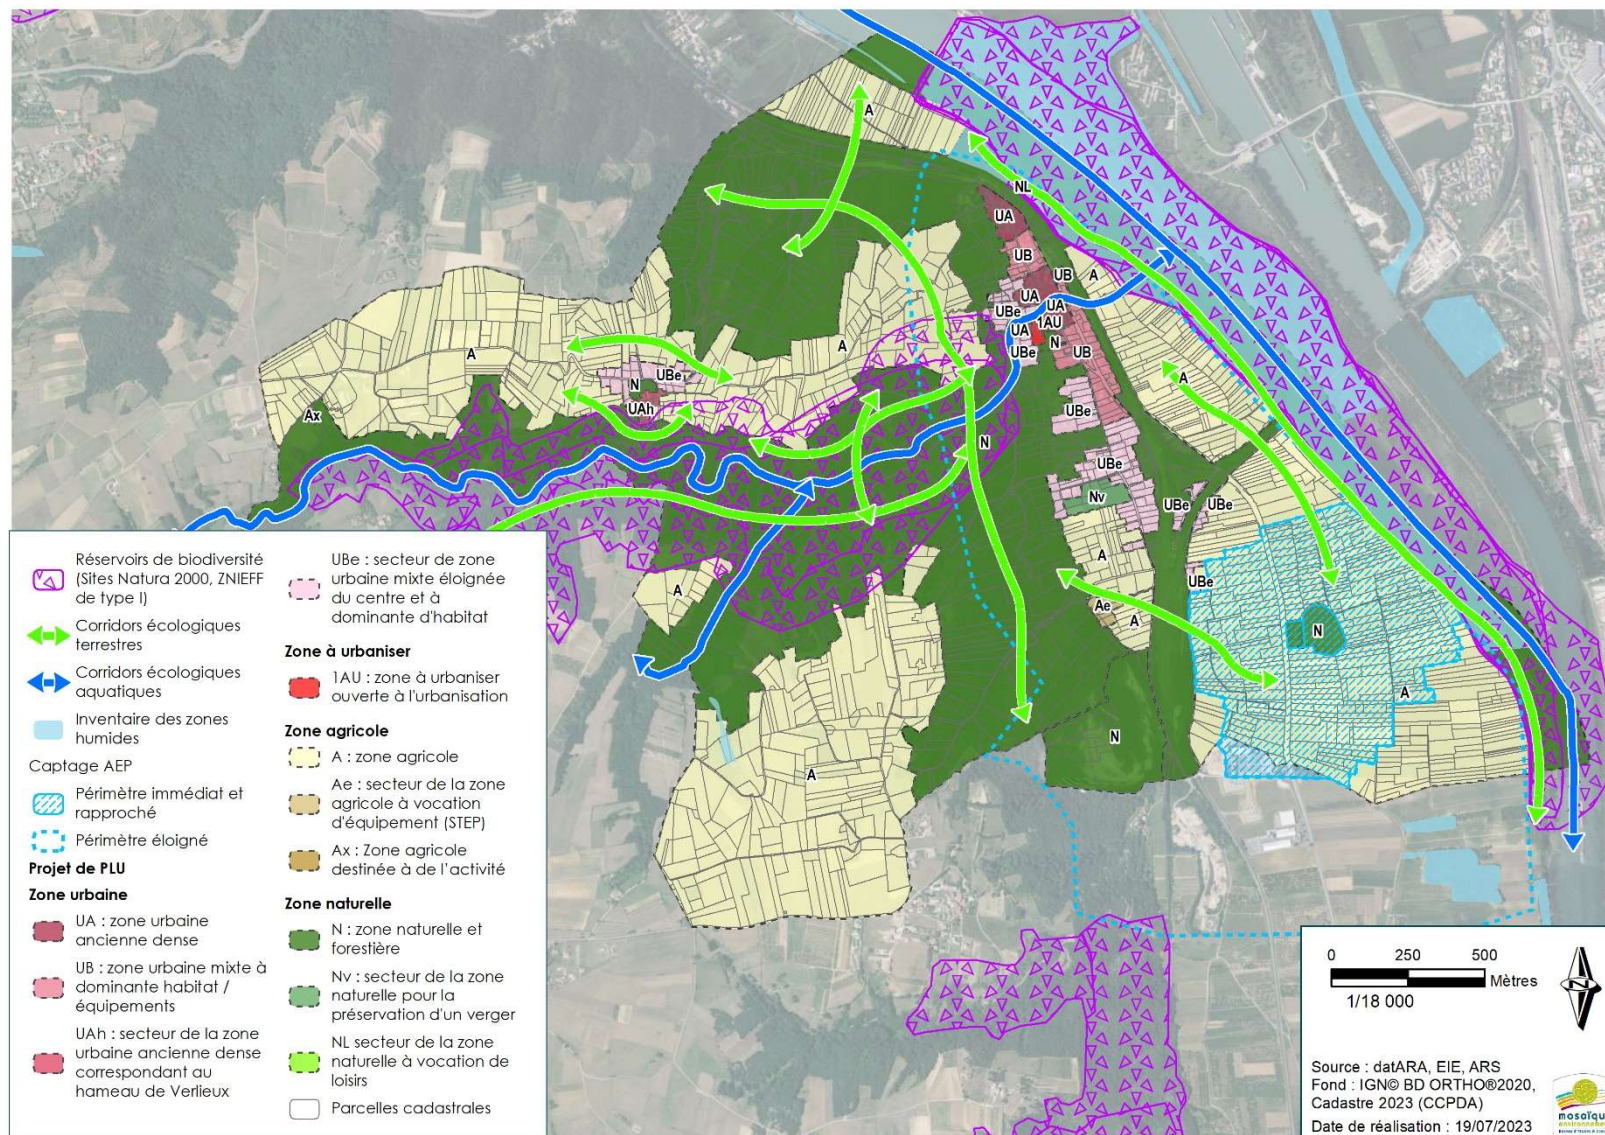 A
NL
UA
UB
UB
A
UA
UBe
UA
1AU
UA
N
UBe
UB
A
A
A
UBe
N
UAh
Ax
UBe
N
UBe
Nv
UBe
UBe
A
A
UBe
Ae
A
N
A
N
A
Réservoirs de biodiversité
(Sites Natura 2000, ZNIEFF
de type I)
Corridors écologiques
terrestres
Corridors écologiques
aquatiques
Inventaire des zones
humides
Captage AEP
Périmètre immédiat et
rapproché
Périmètre éloigné
Projet de PLU
Zone urbaine
UA : zone urbaine
ancienne dense
UB : zone urbaine mixte à
dominante habitat /
équipements
UAh : secteur de la zone
urbaine ancienne dense
correspondant au
hameau de Verlieux
UBe : secteur de zone
urbaine mixte éloignée
du centre et à
dominante d'habitat
Zone à urbaniser
1AU : zone à urbaniser
ouverte à l'urbanisation
Zone agricole
A : zone agricole
Ae : secteur de la zone
agricole à vocation
d'équipement (STEP)
Ax : Zone agricole
destinée à de l'activité
Zone naturelle
N : zone naturelle et
forestière
Nv : secteur de la zone
naturelle pour la
préservation d'un verger
NL secteur de la zone
naturelle à vocation de
loisirs
Parcelles cadastrales
0 250 500
Mètres
1/18 000
N
Source : datARA, EIE, ARS
Fond : IGN© BD ORTHO®2020,
Cadastre 2023 (CCPDA)
Date de réalisation : 19/07/2023
mosaïque
environnement